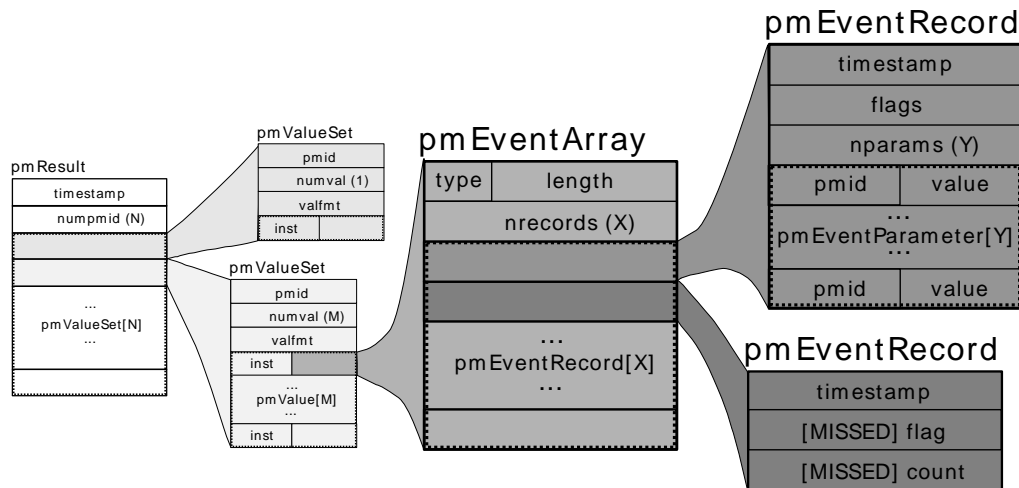 pmResult
timestamp
numpmid (N)
...
pmValueSet[N]
...
pmValueSet
pmid
numval (1)
valfmt
inst
pmValueSet
pmid
numval (M)
valfmt
inst
...
pmValue[M]
...
inst
pmEventArray
type length
nrecords (X)
...
pmEventRecord[X]
...
pmEventRecord
timestamp
flags
nparams (Y)
pmid value
...
pmEventParameter[Y]
...
pmid value
pmEventRecord
timestamp
[MISSED] flag
[MISSED] count